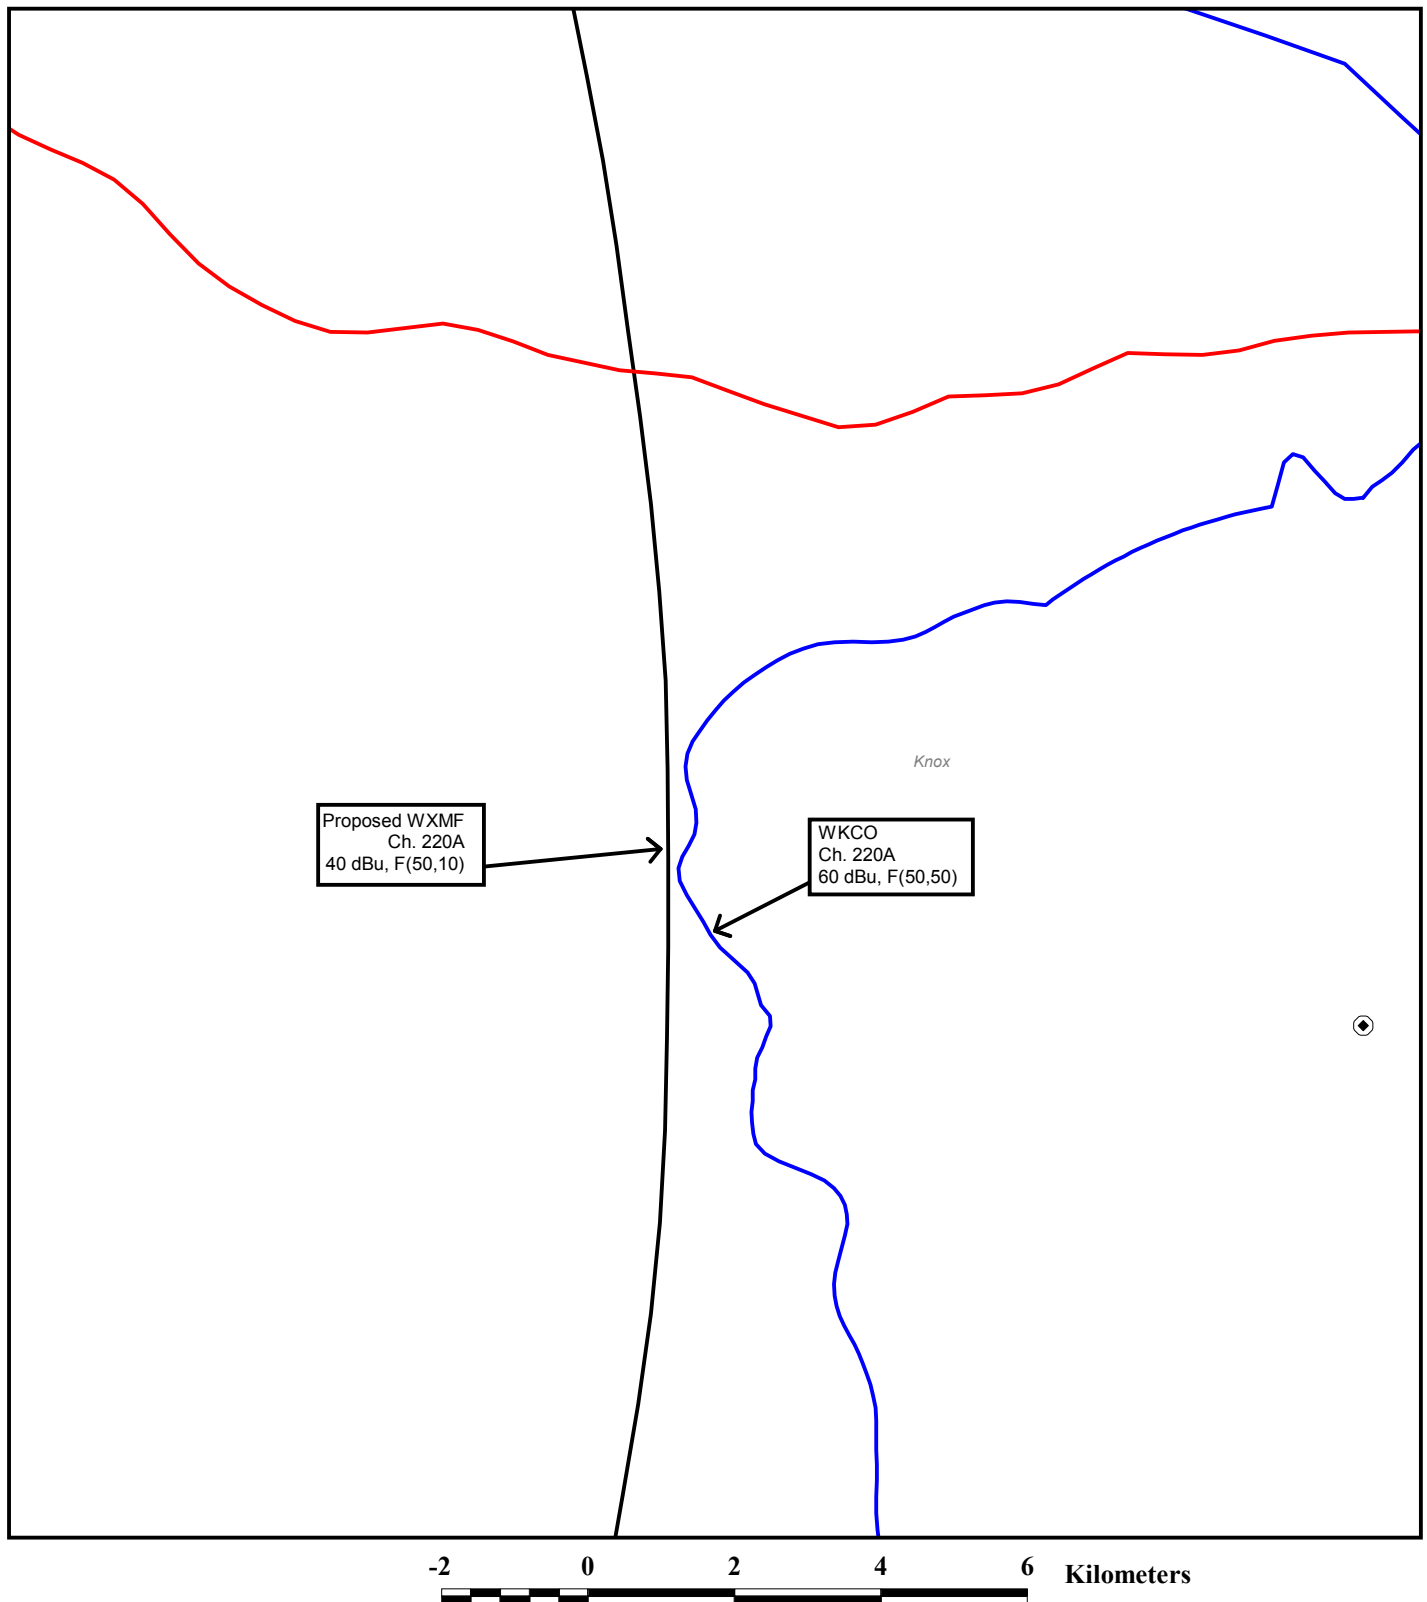 Knox
Proposed WXMF
Ch. 220A
40 dBu, F(50,10)
WKCO
Ch. 220A
60 dBu, F(50,50)
-2 0 2 4 6 Kilometers